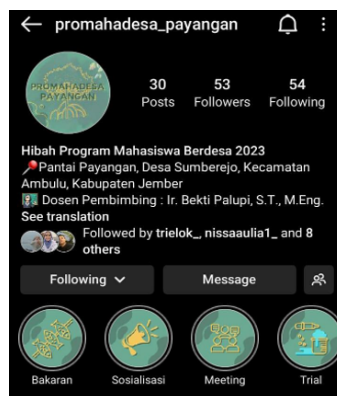 promahadesa_payangan
PROMAHADESA
PAYANGAN
30 53 54
Posts Followers Following
Hibah Program Mahasiswa Berdesa 2023
Pantai Payangan, Desa Sumberejo, Kecamatan
Ambulu, Kabupaten Jember
Dosen Pembimbing : Ir. Bekti Palupi, S.T., M.Eng.
See translation
Followed by trielok_, nissaaulia1_ and 8
others
Following Message
Bakaran Sosialisasi Meeting Trial